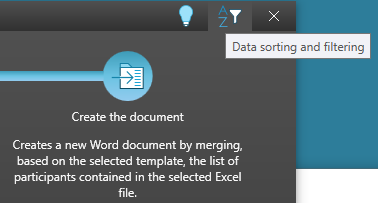 A
Z
Data sorting and filtering
Create the document
Creates a new Word document by merging,
based on the selected template, the list of
participants contained in the selected Excel
file.